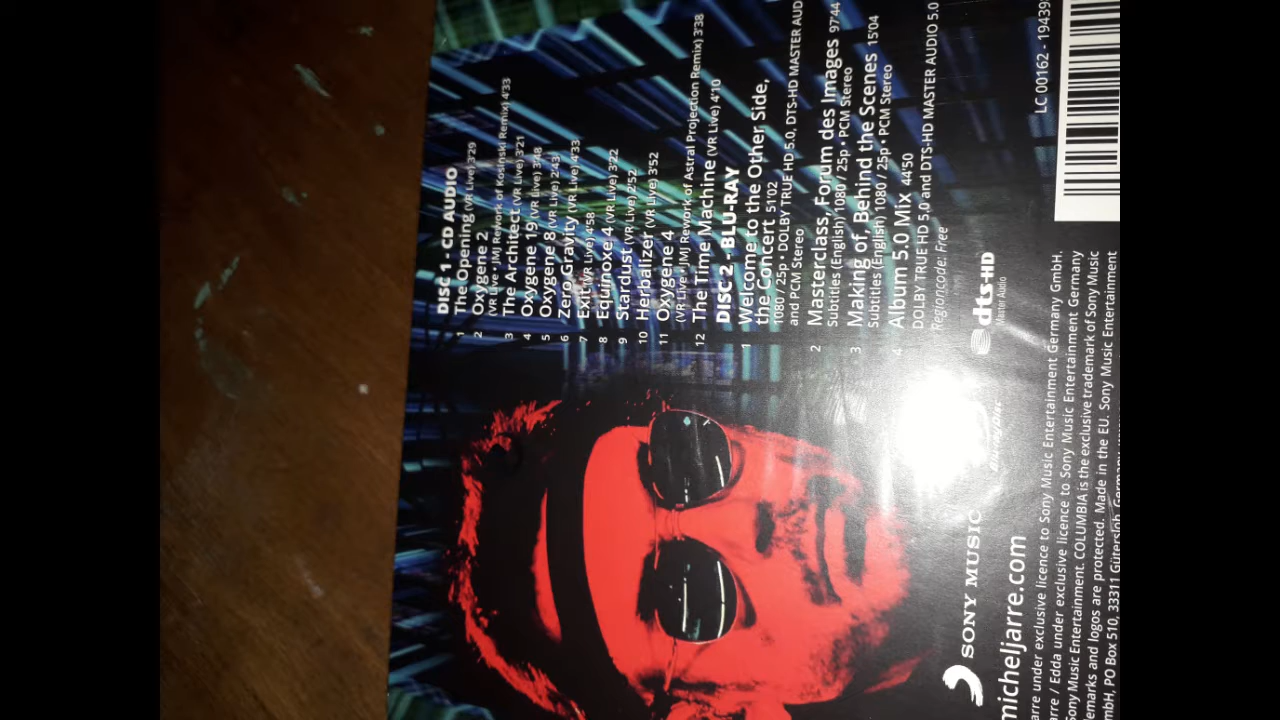 DISC 1 - CD AUDIO
1 The Opening (VR Live) 3'29
2 Oxygene 2
(VR Live • JMJ Rework of Kosinski Remix) 4'33
3 The Architect (VR Live) 3'21
4 Oxygene 19 (VR Live) 3'48
5 Oxygene 8 (VR Live) 2'43
6 Zero Gravity (VR Live) 4'33
7 Exit (VR Live) 4'58
8 Equinoxe 4 (VR Live) 3'22
9 Stardust (VR Live) 2'52
10 Herbalizer (VR Live) 3'52
11 Oxygene 4
(VR Live • JMJ Rework of Astral Projection Remix) 3'38
12 The Time Machine (VR Live) 4'10
DISC 2 - BLU-RAY
1 Welcome to the Other Side,
the Concert 51'02
1080 / 25p • DOLBY TRUE HD 5.0, DTS-HD MASTER AUD
and PCM Stereo
2 Masterclass, Forum des Images 97'44
Subtitles (English) 1080 / 25p • PCM Stereo
3 Making of, Behind the Scenes 15'04
Subtitles (English) 1080 / 25p • PCM Stereo
4 Album 5.0 Mix 44'50
DOLBY TRUE HD 5.0 and DTS-HD MASTER AUDIO 5.0
Regioncode: Free
SONY MUSIC
dts-HD
Master Audio
micheljarre.com
LC 00162 - 19439
arre under exclusive licence to Sony Music Entertainment Germany GmbH.
arre / Edda under exclusive licence to Sony Music Entertainment Germany
Sony Music Entertainment. COLUMBIA is the exclusive trademark of Sony Music
emarks and logos are protected. Made in the EU. Sony Music Entertainment
mbH, PO Box 510, 33311 Gütersloh, Germany,